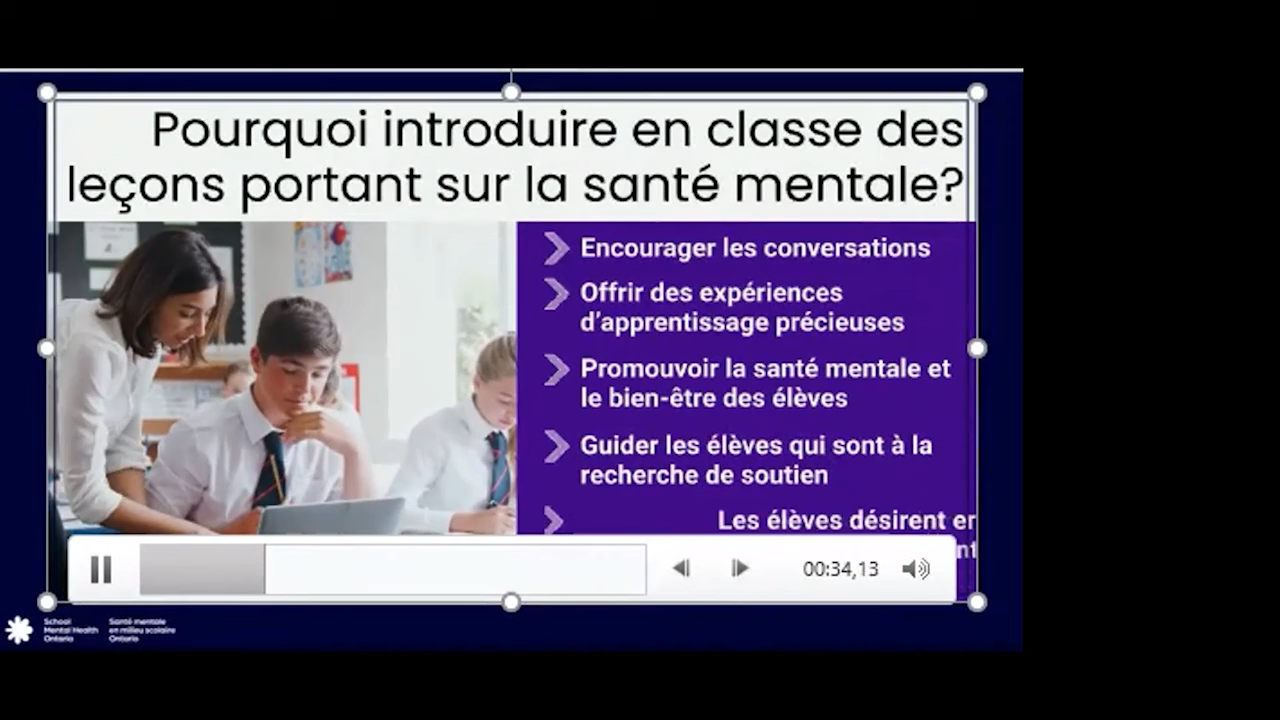 Pourquoi introduire en classe des
leçons portant sur la santé mentale?
Encourager les conversations
Offrir des expériences
d’apprentissage précieuses
Promouvoir la santé mentale et
le bien-être des élèves
Guider les élèves qui sont à la
recherche de soutien
Les élèves désirent en
00:34,13
School
Mental Health
Ontario
Santé mentale
en milieu scolaire
Ontario